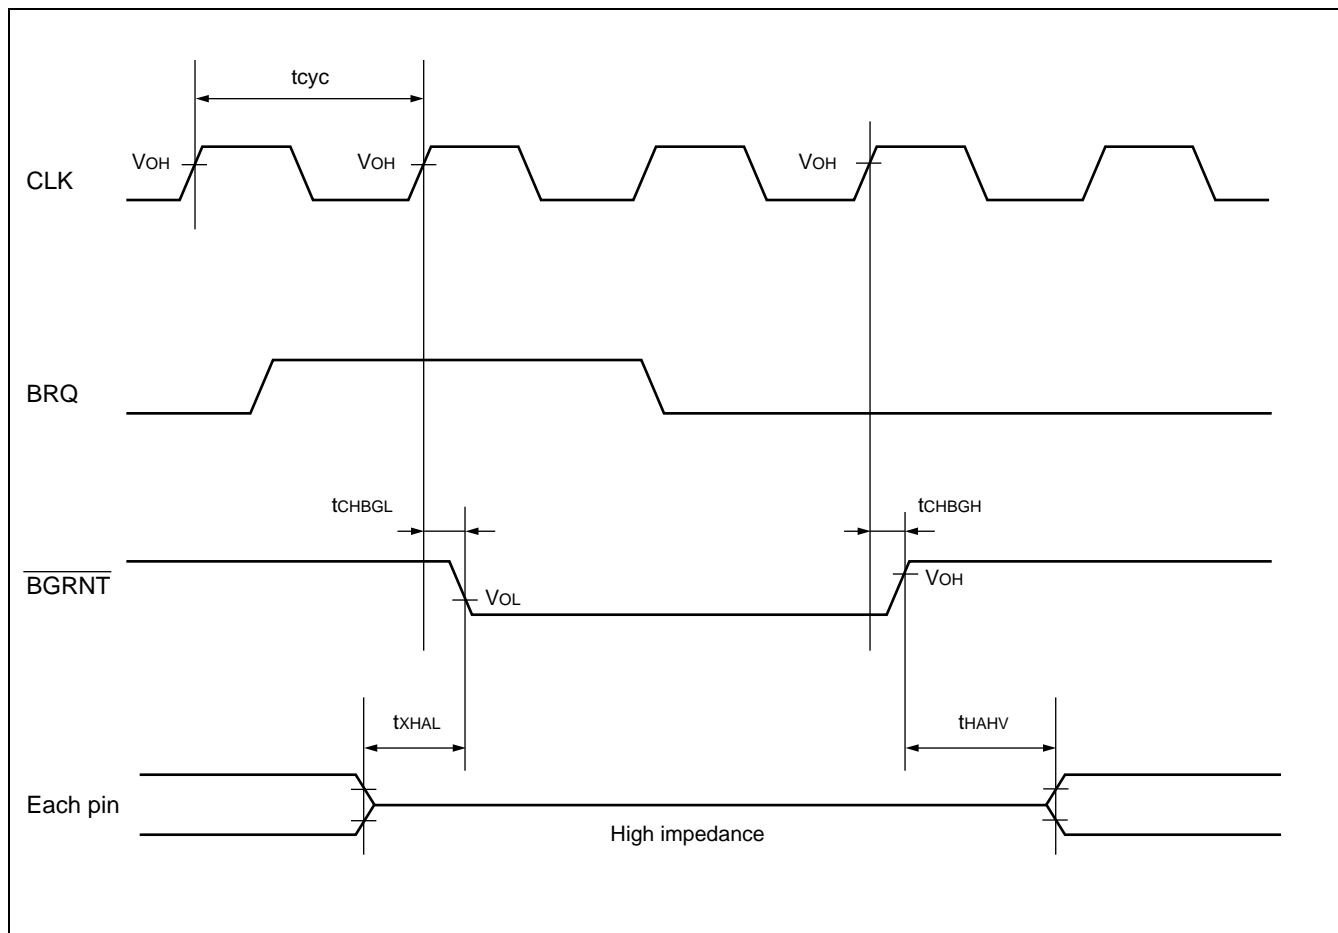 tcyc
VOH VOH VOH
CLK
BRQ
tCHBGL tCHBGH
BGRNT
VOL VOH
tXHAL tHAHV
Each pin
High impedance